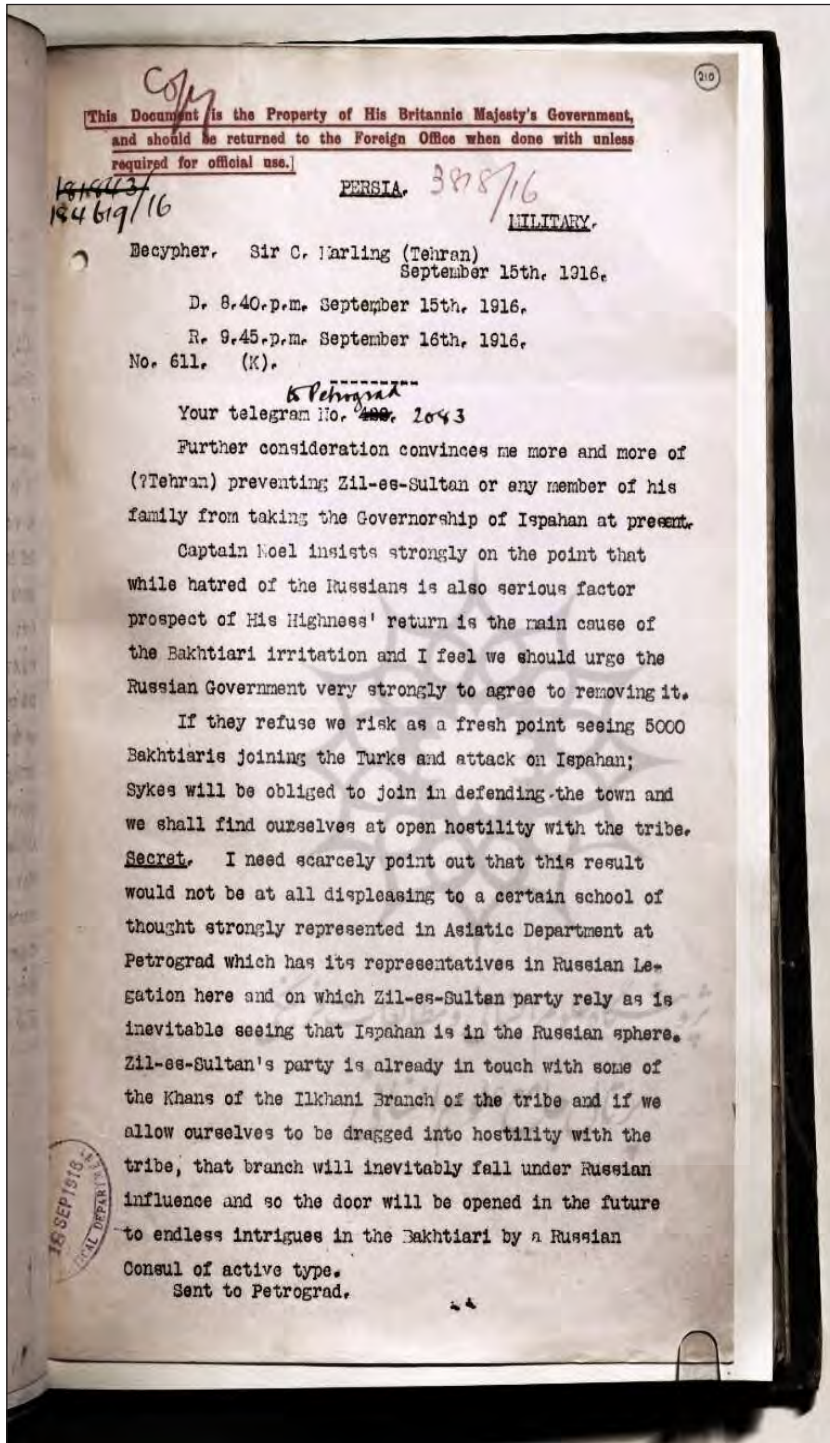 210
Copy
[This Document is the Property of His Britannic Majesty's Government,
and should be returned to the Foreign Office when done with unless
required for official use.]
184619/16
PERSIA.
3818/16
MILITARY.
Decypher. Sir C. Marling (Tehran)
September 15th. 1916.
D. 8.40.p.m. September 15th. 1916.
R. 9.45.p.m. September 16th. 1916.
No. 611. (K).
to Petrograd
Your telegram No. 2083
Further consideration convinces me more and more of
(?Tehran) preventing Zil-es-Sultan or any member of his
family from taking the Governorship of Ispahan at present.
Captain Noel insists strongly on the point that
while hatred of the Russians is also serious factor
prospect of His Highness' return is the main cause of
the Bakhtiari irritation and I feel we should urge the
Russian Government very strongly to agree to removing it.
If they refuse we risk as a fresh point seeing 5000
Bakhtiaris joining the Turks and attack on Ispahan;
Sykes will be obliged to join in defending the town and
we shall find ourselves at open hostility with the tribe.
Secret. I need scarcely point out that this result
would not be at all displeasing to a certain school of
thought strongly represented in Asiatic Department at
Petrograd which has its representatives in Russian Le-
gation here and on which Zil-es-Sultan party rely as is
inevitable seeing that Ispahan is in the Russian sphere.
Zil-es-Sultan's party is already in touch with some of
the Khans of the Ilkhani Branch of the tribe and if we
allow ourselves to be dragged into hostility with the
tribe, that branch will inevitably fall under Russian
influence and so the door will be opened in the future
to endless intrigues in the Bakhtiari by a Russian
Consul of active type.
Sent to Petrograd.
18 SEP 1916